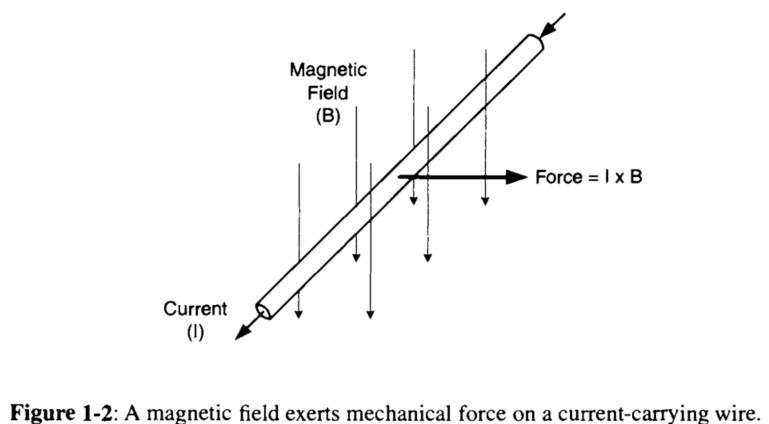 Magnetic
Field
(B)
Force = I x B
Current
(I)
Figure 1-2: A magnetic field exerts mechanical force on a current-carrying wire.